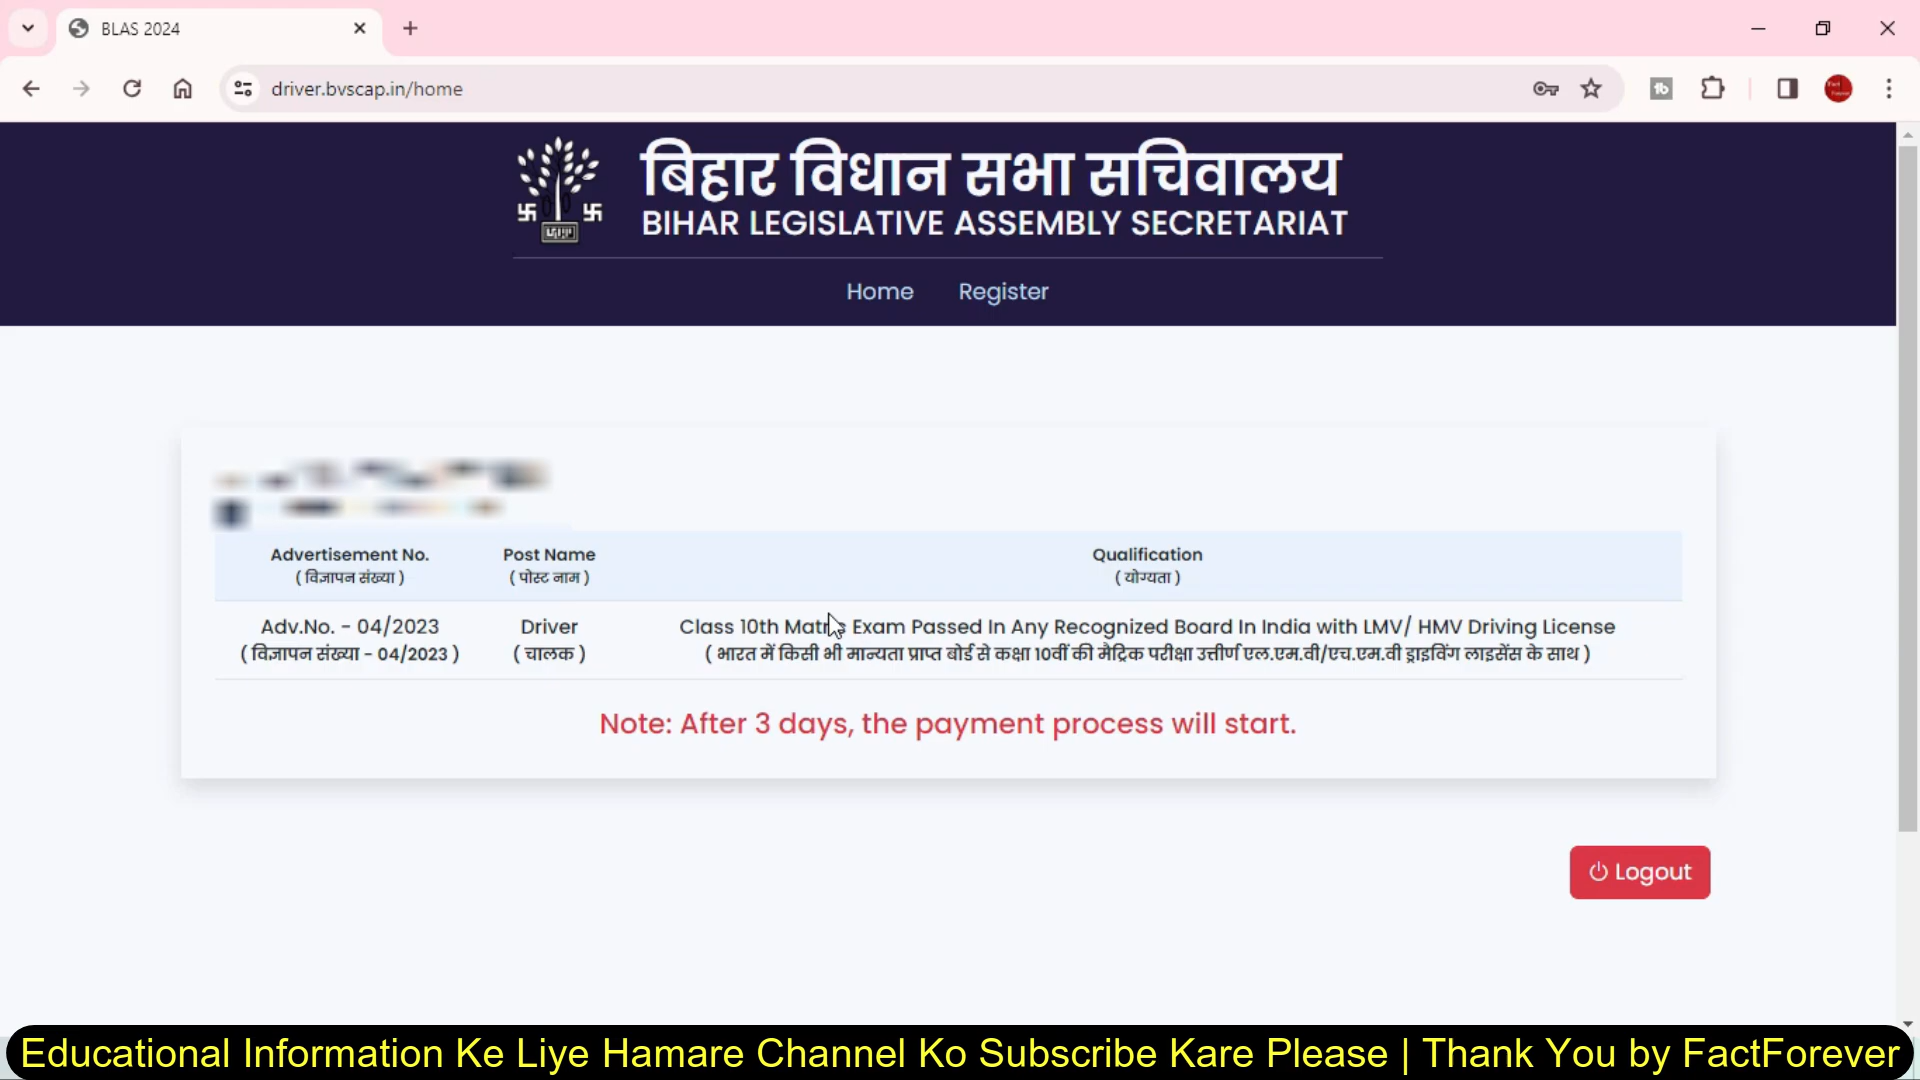 BLAS 2024
driver.bvscap.in/home
बिहार विधान सभा सचिवालय
BIHAR LEGISLATIVE ASSEMBLY SECRETARIAT
Home Register
Advertisement No. Post Name Qualification
( विज्ञापन संख्या ) ( पोस्ट नाम ) ( योग्यता )
Adv.No. - 04/2023 Driver Class 10th Matric Exam Passed In Any Recognized Board In India with LMV/ HMV Driving License
( विज्ञापन संख्या - 04/2023 ) ( चालक ) ( भारत में किसी भी मान्यता प्राप्त बोर्ड से कक्षा 10वीं की मैट्रिक परीक्षा उत्तीर्ण एल.एम.वी/एच.एम.वी ड्राइविंग लाइसेंस के साथ )
Note: After 3 days, the payment process will start.
Logout
Educational Information Ke Liye Hamare Channel Ko Subscribe Kare Please | Thank You by FactForever